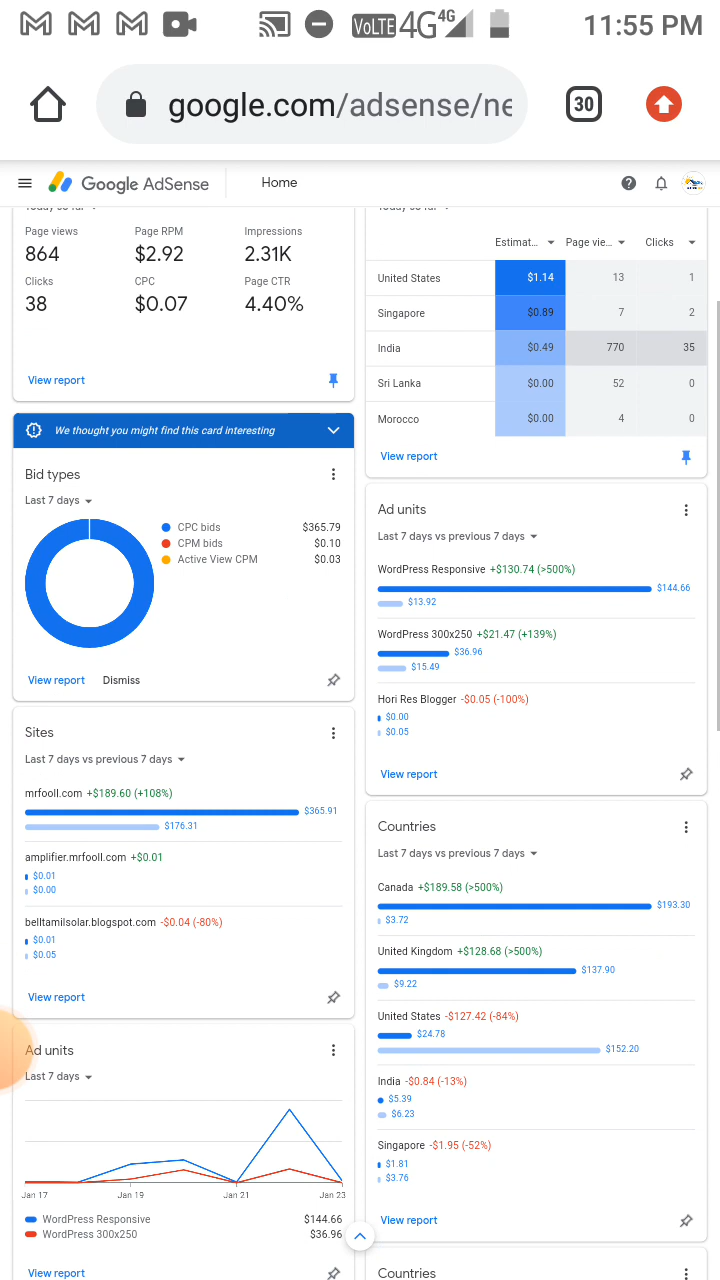 VoLTE 4G 4G 11:55 PM
google.com/adsense/ne
30
Google AdSense
Home
Today so far
Page views Page RPM Impressions
864 $2.92 2.31K
Clicks CPC Page CTR
38 $0.07 4.40%
View report
We thought you might find this card interesting
Bid types
Last 7 days
CPC bids $365.79
CPM bids $0.10
Active View CPM $0.03
View report Dismiss
Sites
Last 7 days vs previous 7 days
mrfooll.com +$189.60 (+108%)
$365.91
$176.31
amplifier.mrfooll.com +$0.01
$0.01
$0.00
belltamilsolar.blogspot.com -$0.04 (-80%)
$0.01
$0.05
View report
Ad units
Last 7 days
Jan 17 Jan 19 Jan 21 Jan 23
WordPress Responsive $144.66
WordPress 300x250 $36.96
View report
Today so far
Estimat... Page vie... Clicks
United States $1.14 13 1
Singapore $0.89 7 2
India $0.49 770 35
Sri Lanka $0.00 52 0
Morocco $0.00 4 0
View report
Ad units
Last 7 days vs previous 7 days
WordPress Responsive +$130.74 (>500%)
$144.66
$13.92
WordPress 300x250 +$21.47 (+139%)
$36.96
$15.49
Hori Res Blogger -$0.05 (-100%)
$0.00
$0.05
View report
Countries
Last 7 days vs previous 7 days
Canada +$189.58 (>500%)
$193.30
$3.72
United Kingdom +$128.68 (>500%)
$137.90
$9.22
United States -$127.42 (-84%)
$24.78
$152.20
India -$0.84 (-13%)
$5.39
$6.23
Singapore -$1.95 (-52%)
$1.81
$3.76
View report
Countries